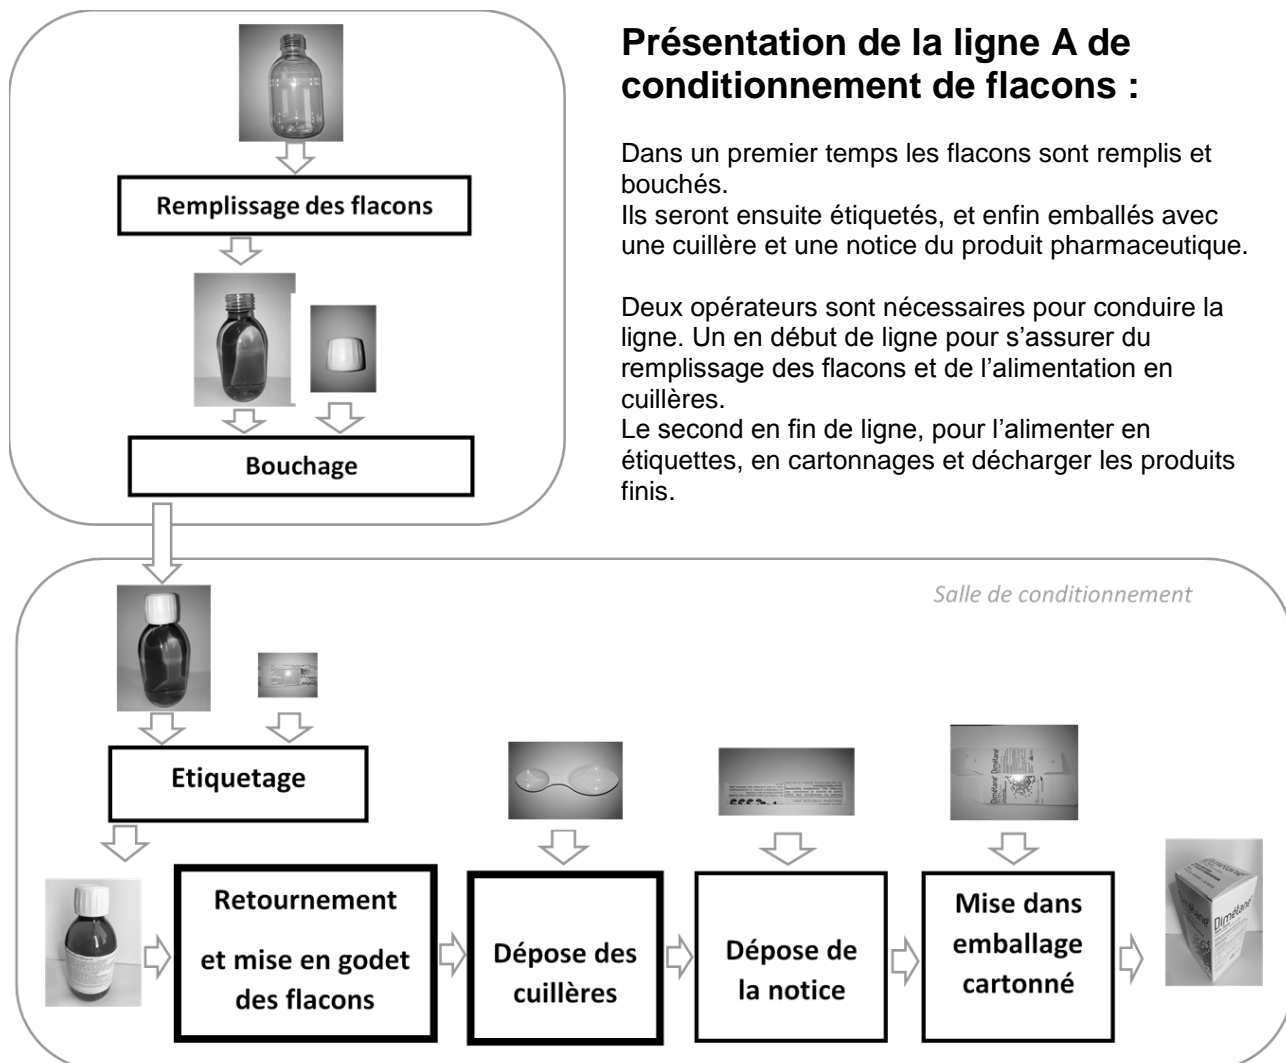 Présentation de la ligne A de
conditionnement de flacons :
Dans un premier temps les flacons sont remplis et
bouchés.
Ils seront ensuite étiquetés, et enfin emballés avec
une cuillère et une notice du produit pharmaceutique.
Deux opérateurs sont nécessaires pour conduire la
ligne. Un en début de ligne pour s’assurer du
remplissage des flacons et de l’alimentation en
cuillères.
Le second en fin de ligne, pour l’alimenter en
étiquettes, en cartonnages et décharger les produits
finis.
Remplissage des flacons
Bouchage
Salle de conditionnement
Etiquetage
Retournement
et mise en godet
des flacons
Dépose des
cuillères
Dépose de
la notice
Mise dans
emballage
cartonné
Dimétane
Dimétane
Dimétane